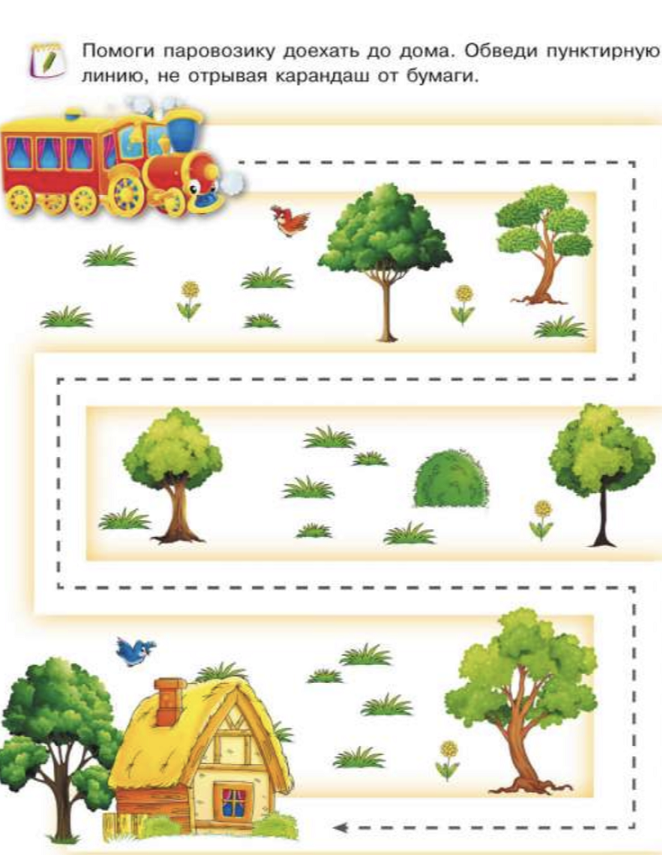 Помоги паровозику доехать до дома. Обведи пунктирную
линию, не отрывая карандаш от бумаги.